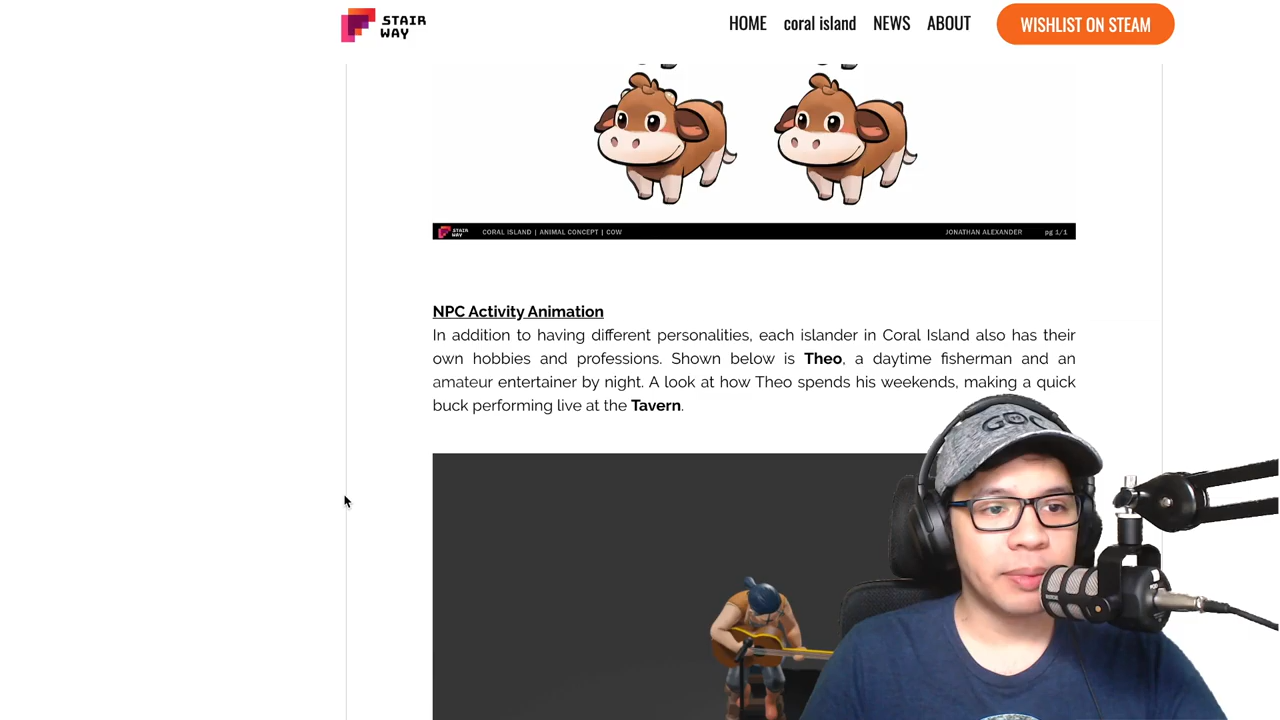 STAIR
WAY
HOME coral island NEWS ABOUT WISHLIST ON STEAM
STAIR
WAY
CORAL ISLAND | ANIMAL CONCEPT | COW JONATHAN ALEXANDER pg 1/1
NPC Activity Animation
In addition to having different personalities, each islander in Coral Island also has their
own hobbies and professions. Shown below is Theo, a daytime fisherman and an
amateur entertainer by night. A look at how Theo spends his weekends, making a quick
buck performing live at the Tavern.